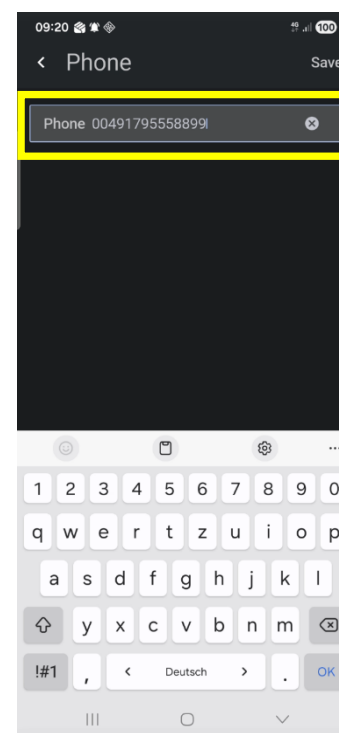 09:20 4G 100
Phone Save
Phone 00491795558899
1 2 3 4 5 6 7 8 9 0
q w e r t z u i o p
a s d f g h j k l
y x c v b n m
!#1 , < Deutsch > . OK